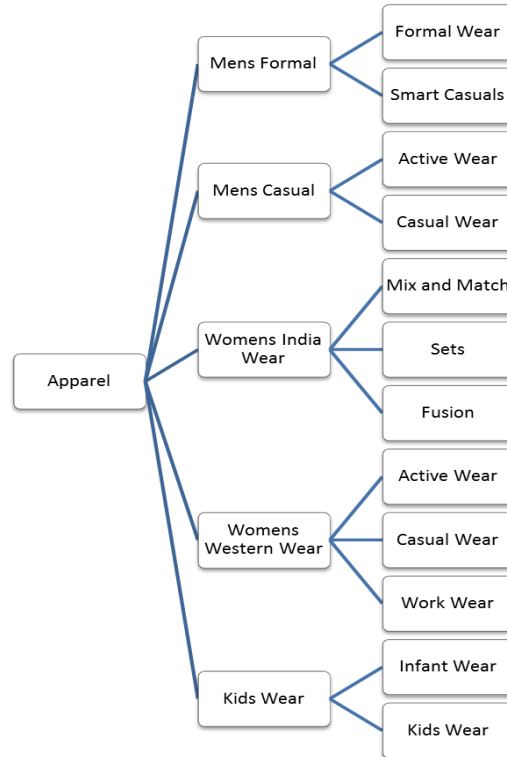 Apparel
Mens Formal
Formal Wear
Smart Casuals
Mens Casual
Active Wear
Casual Wear
Womens India
Wear
Mix and Match
Sets
Fusion
Womens
Western Wear
Active Wear
Casual Wear
Work Wear
Kids Wear
Infant Wear
Kids Wear